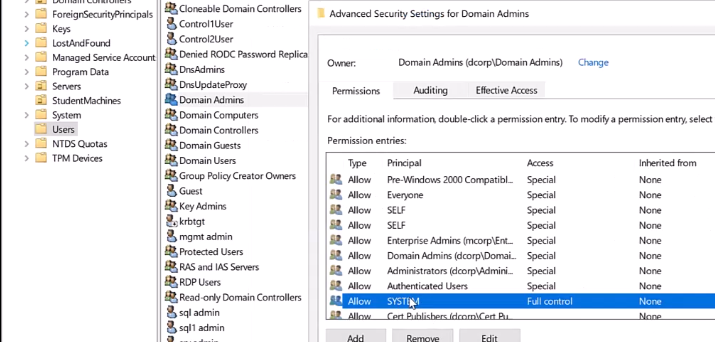 Domain Controllers
ForeignSecurityPrincipals
Keys
LostAndFound
Managed Service Account
Program Data
Servers
StudentMachines
System
Users
NTDS Quotas
TPM Devices
Cloneable Domain Controllers
Control1User
Control2User
Denied RODC Password Replica
DnsAdmins
DnsUpdateProxy
Domain Admins
Domain Computers
Domain Controllers
Domain Guests
Domain Users
Group Policy Creator Owners
Guest
Key Admins
krbtgt
mgmt admin
Protected Users
RAS and IAS Servers
RDP Users
Read-only Domain Controllers
sql admin
sql1 admin
Advanced Security Settings for Domain Admins
Owner: Domain Admins (dcorp\Domain Admins) Change
Permissions Auditing Effective Access
For additional information, double-click a permission entry. To modify a permission entry, select
Permission entries:
Type Principal Access Inherited from
Allow Pre-Windows 2000 Compatibl... Special None
Allow Everyone Special None
Allow SELF Special None
Allow SELF Special None
Allow Enterprise Admins (mcorp\Ent... Special None
Allow Domain Admins (dcorp\Domai... Special None
Allow Administrators (dcorp\Admini... Special None
Allow Authenticated Users Special None
Allow SYSTEM Full control None
Allow Cert Publishers (dcorp\Cert Pu... Special None
Add Remove Edit